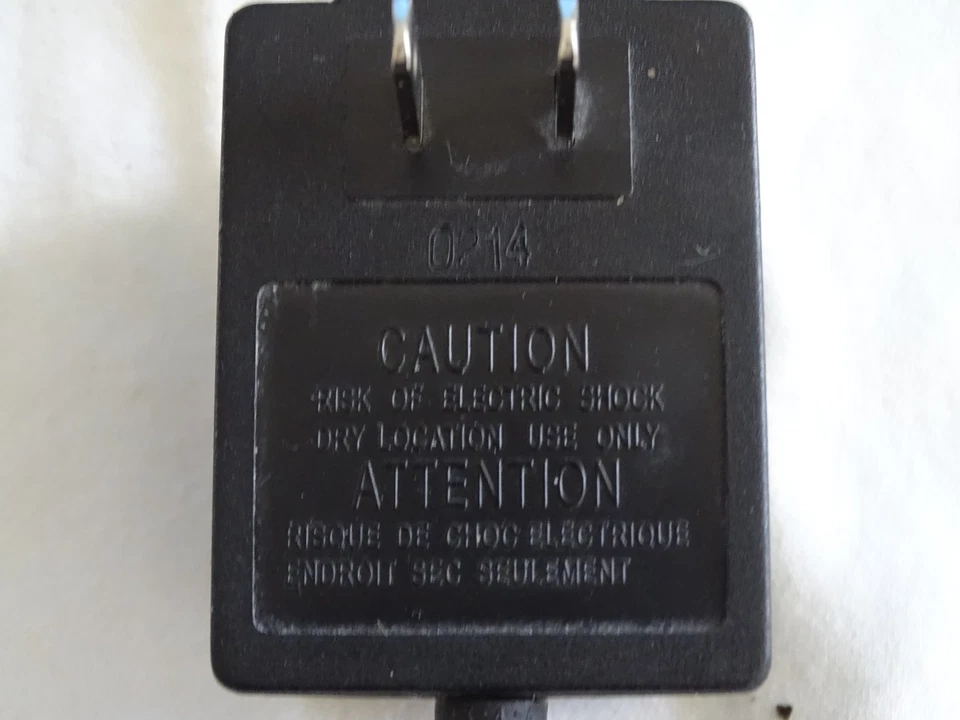 0214
CAUTION
RISK OF ELECTRIC SHOCK
DRY LOCATION USE ONLY
ATTENTION
RISQUE DE CHOC ELECTRIQUE
ENDROIT SEC SEULEMENT